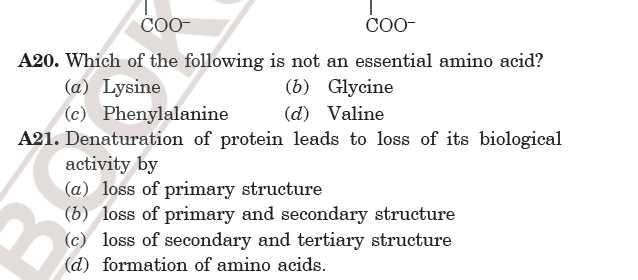 COO– COO–
A20. Which of the following is not an essential amino acid?
(a) Lysine (b) Glycine
(c) Phenylalanine (d) Valine
A21. Denaturation of protein leads to loss of its biological
activity by
(a) loss of primary structure
(b) loss of primary and secondary structure
(c) loss of secondary and tertiary structure
(d) formation of amino acids.
BOOK